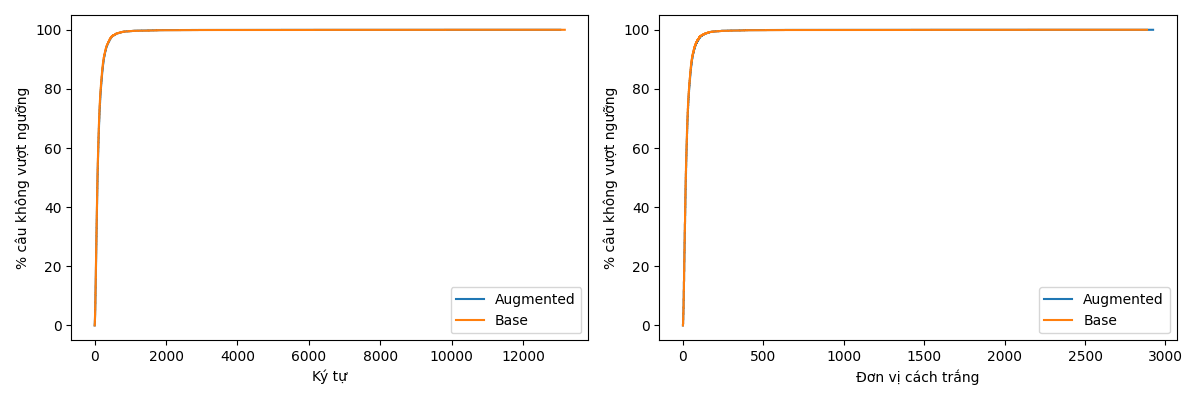 % câu không vượt ngưỡng
100
80
60
40
20
0
0 2000 4000 6000 8000 10000 12000
Ký tự
Augmented
Base
% câu không vượt ngưỡng
100
80
60
40
20
0
0 500 1000 1500 2000 2500 3000
Đơn vị cách trắng
Augmented
Base